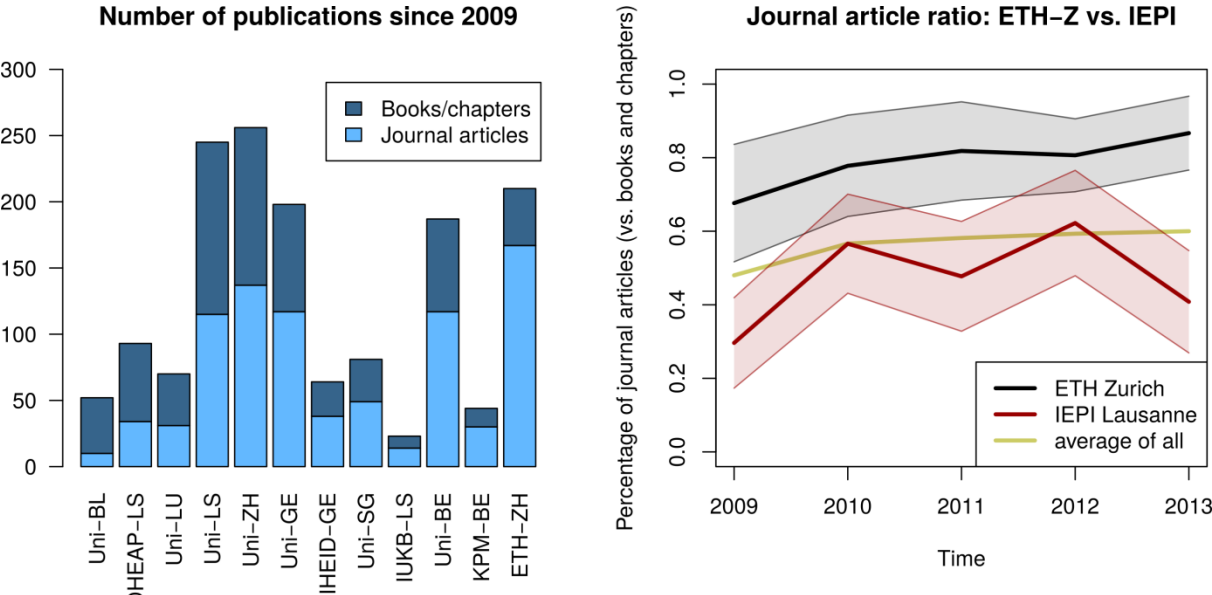 Number of publications since 2009
300
250
200
150
100
50
0
Books/chapters
Journal articles
Uni−BL
Uni−LU
Uni−LS
Uni−ZH
Uni−GE
IHEID−GE
Uni−SG
IUKB−LS
Uni−BE
KPM−BE
ETH−ZH
Journal article ratio: ETH−Z vs. IEPI
Percentage of journal articles (vs. books and chapters)
1.0
0.8
0.6
0.4
0.2
0.0
ETH Zurich
IEPI Lausanne
average of all
2009 2010 2011 2012 2013
Time